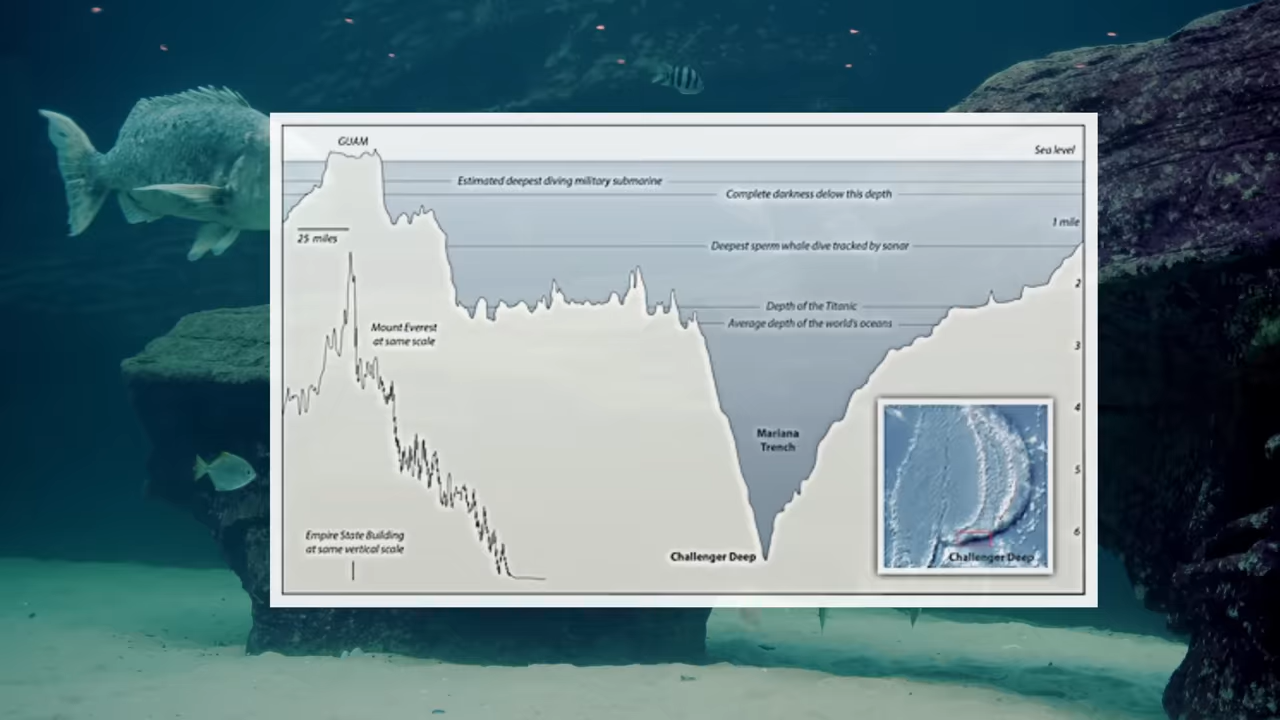 GUAM
Sea level
Estimated deepest diving military submarine
Complete darkness delow this depth
1 mile
25 miles
Deepest sperm whale dive tracked by sonar
2
Depth of the Titanic
Average depth of the world's oceans
Mount Everest
at same scale
3
4
Mariana
Trench
5
6
Empire State Building
at same vertical scale
Challenger Deep
Challenger Deep